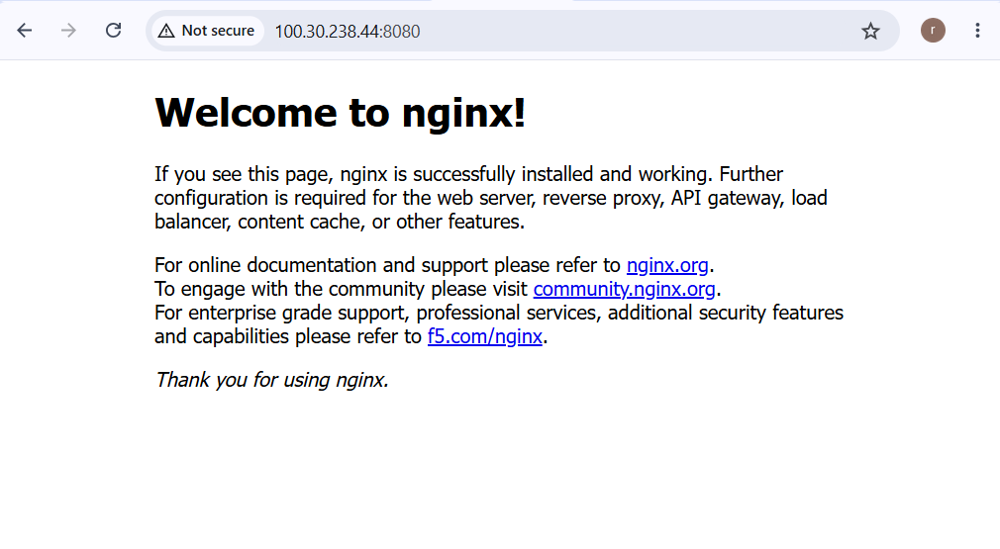 Not secure
100.30.238.44:8080
r
Welcome to nginx!
If you see this page, nginx is successfully installed and working. Further
configuration is required for the web server, reverse proxy, API gateway, load
balancer, content cache, or other features.
For online documentation and support please refer to nginx.org.
To engage with the community please visit community.nginx.org.
For enterprise grade support, professional services, additional security features
and capabilities please refer to f5.com/nginx.
Thank you for using nginx.